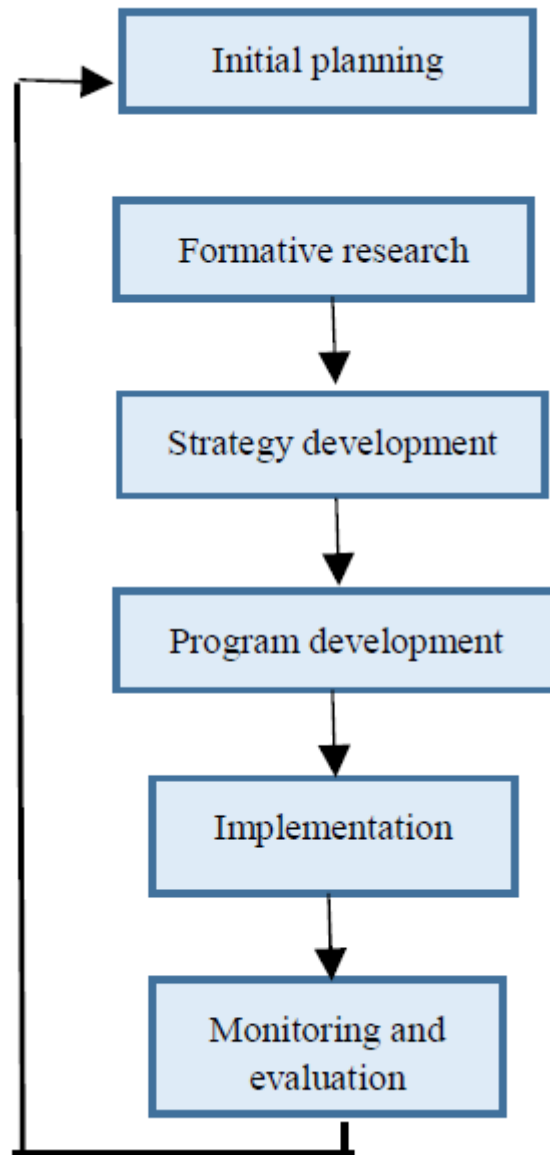 Initial planning
Formative research
Strategy development
Program development
Implementation
Monitoring and
evaluation